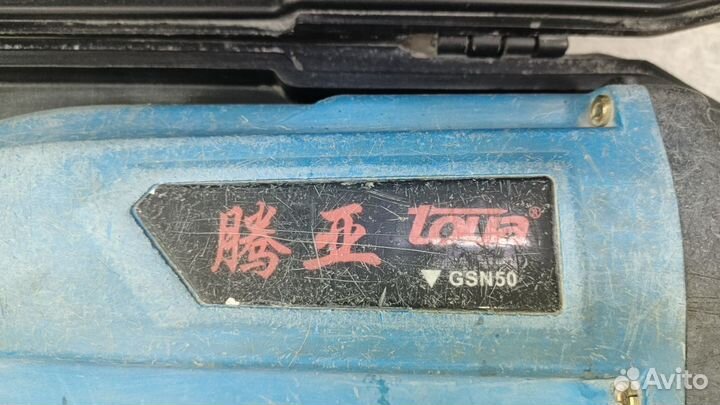 腾亚 toua®
▼ GSN50
Avito